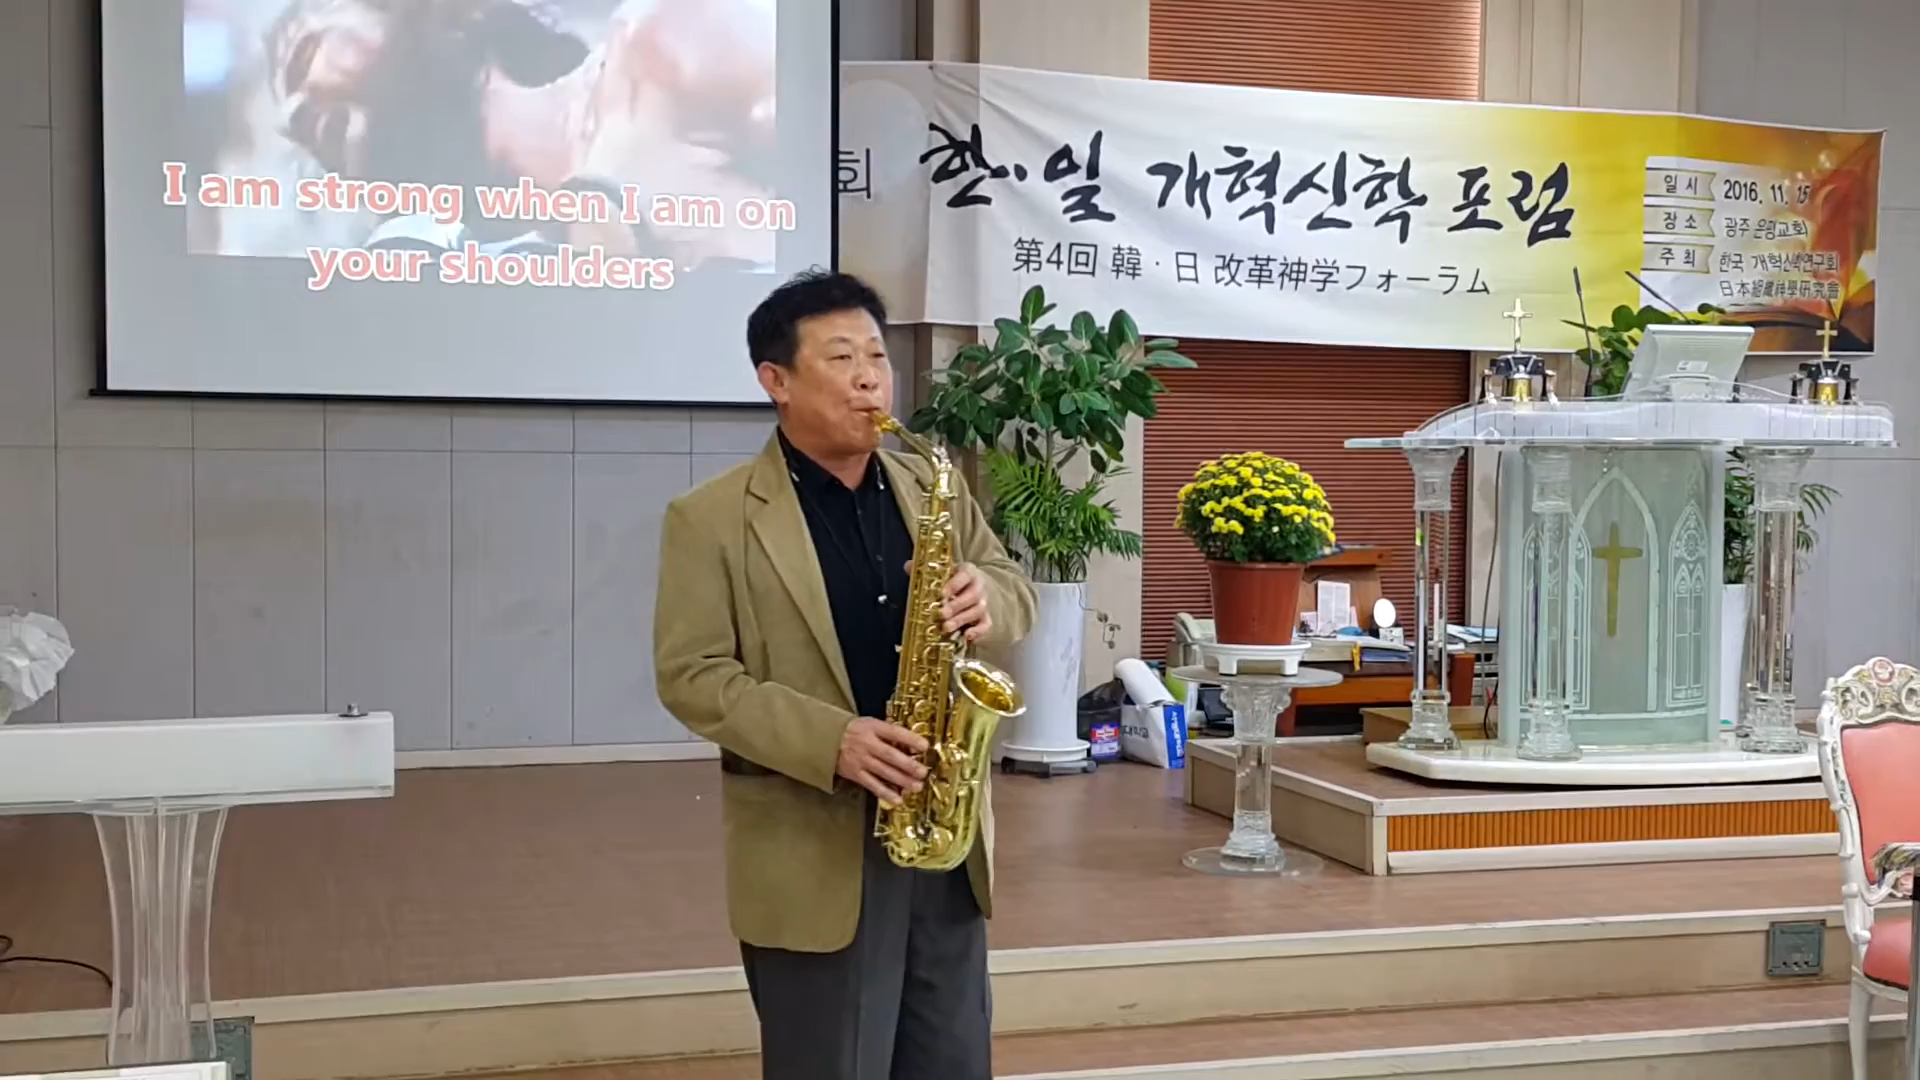 I am strong when I am on
your shoulders
회 한·일 개혁신학 포럼
第4回 韓·日 改革神学フォーラム
일시 2016. 11. 15
장소 광주 은광교회
주최 한국 개혁신학연구회
日本組織神學研究會